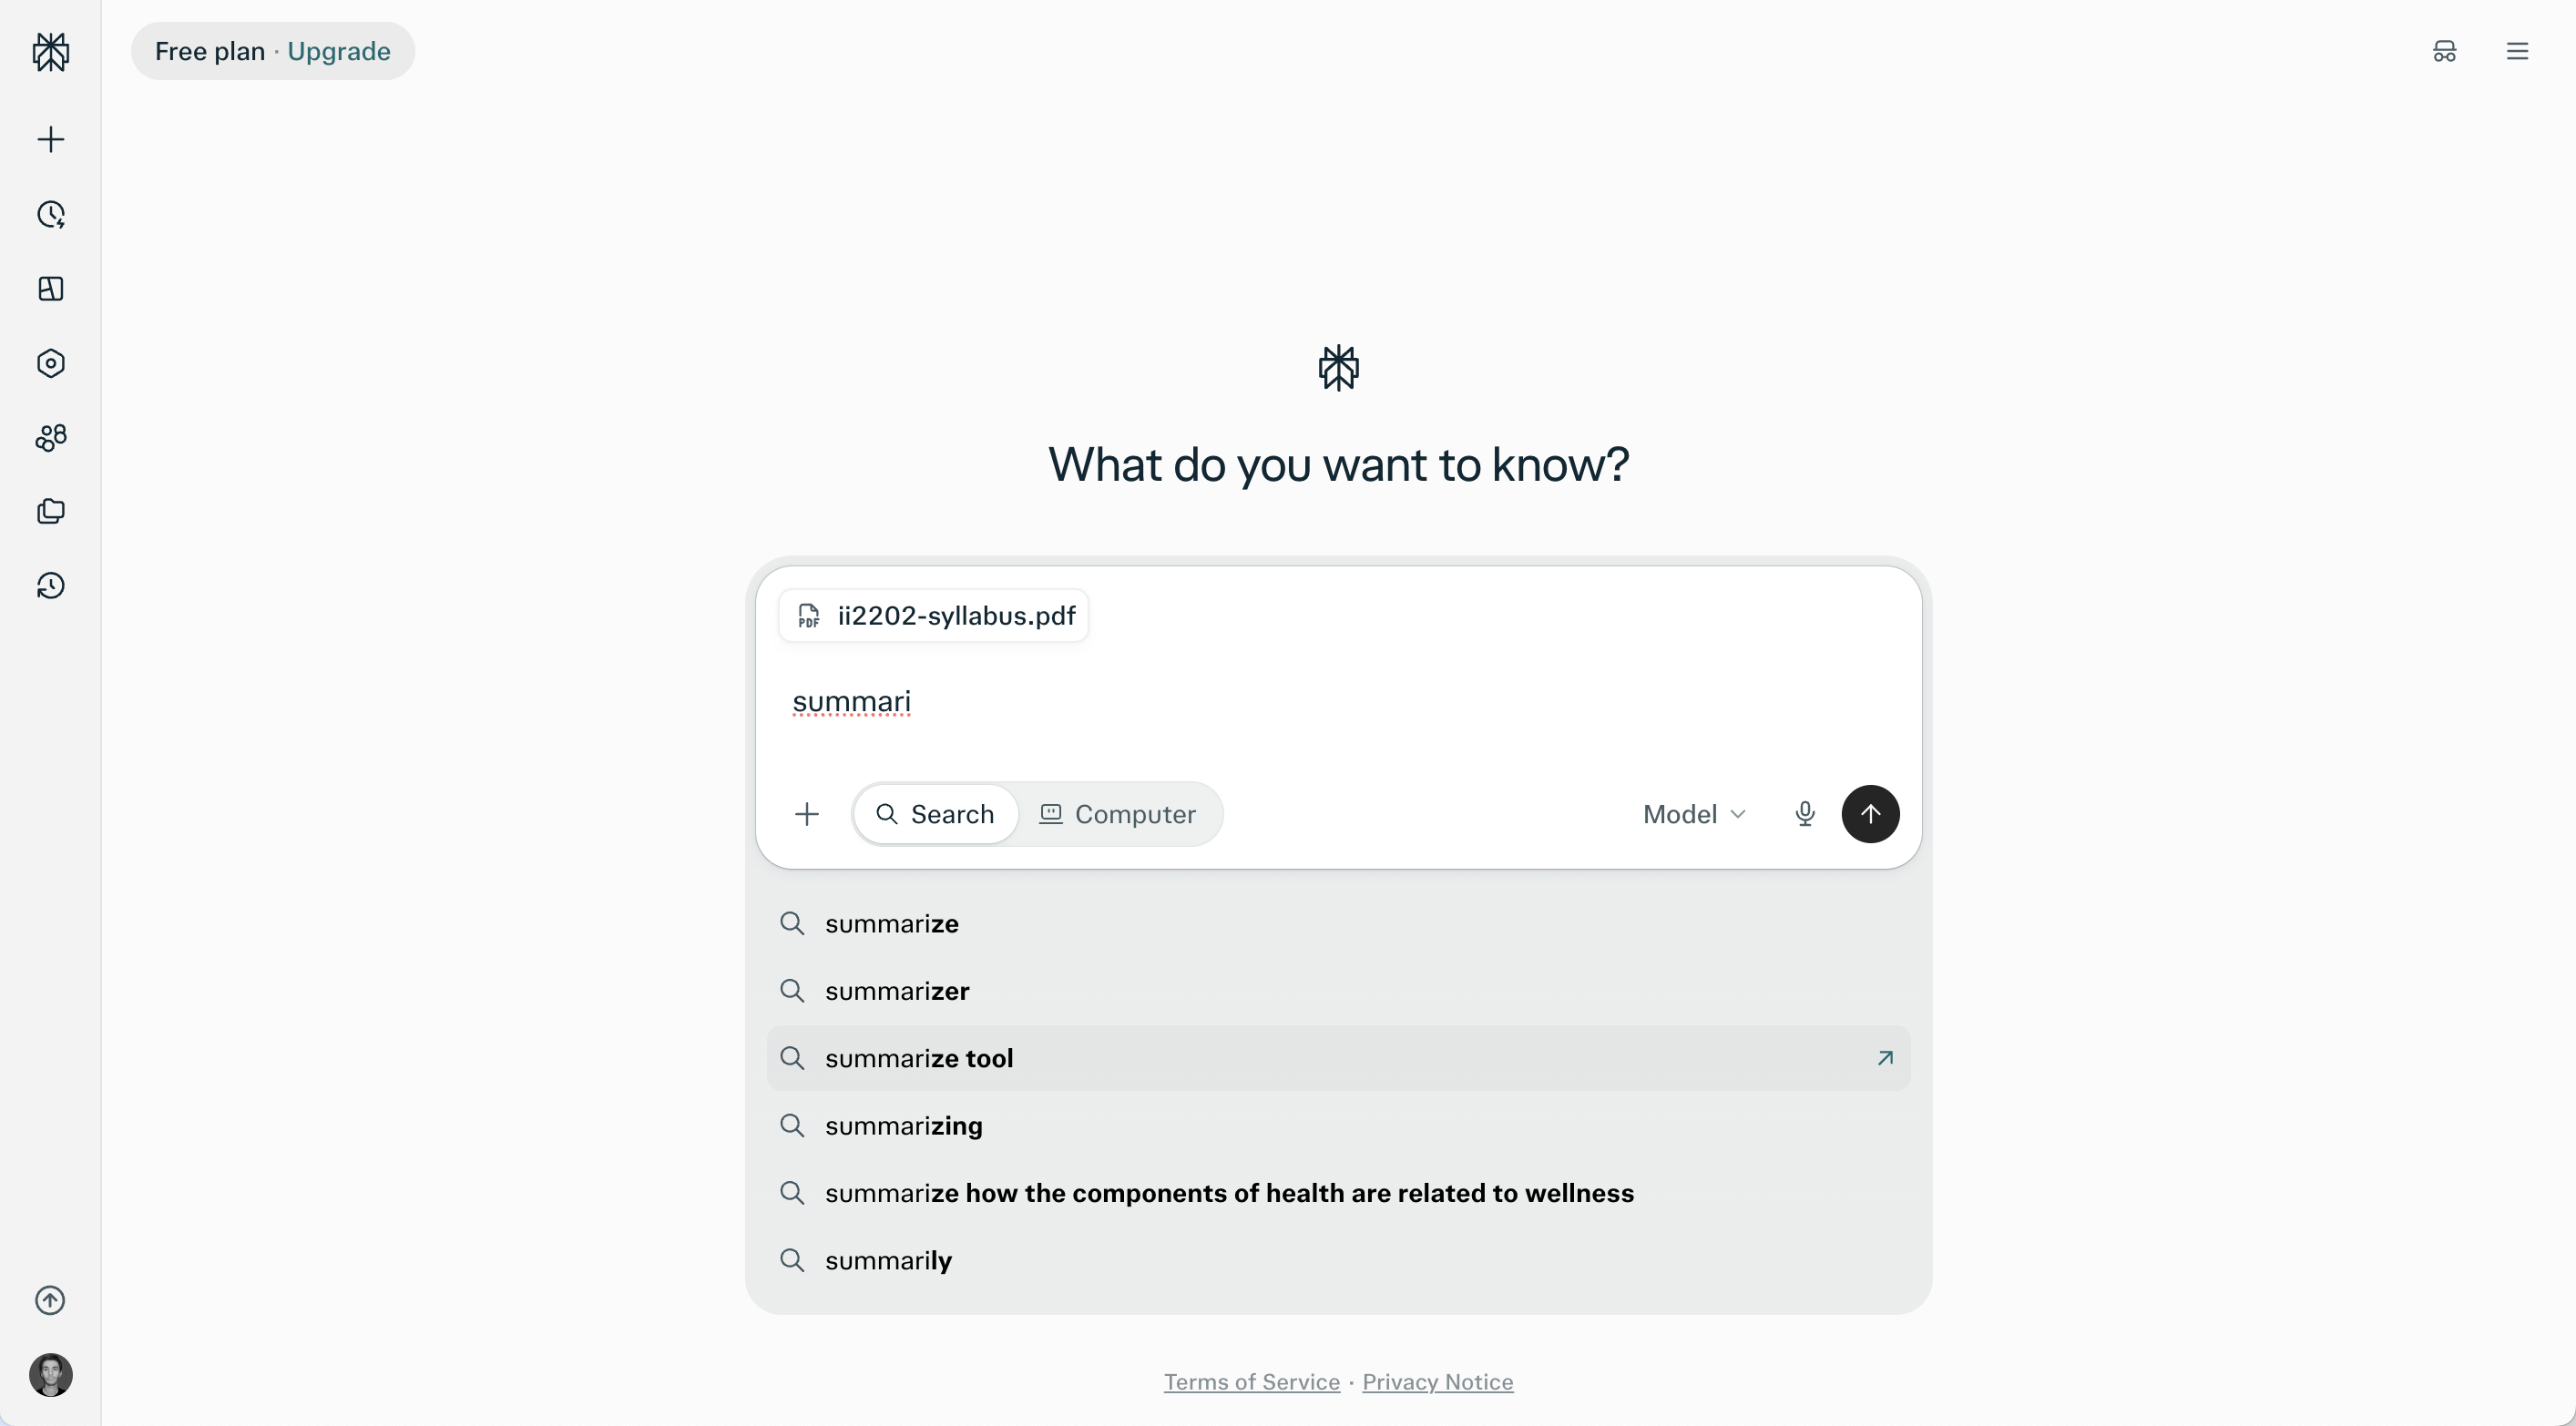 Free plan · Upgrade
What do you want to know?
PDF
ii2202-syllabus.pdf
summari
Search
Computer
Model
summarize
summarizer
summarize tool
summarizing
summarize how the components of health are related to wellness
summarily
Terms of Service · Privacy Notice